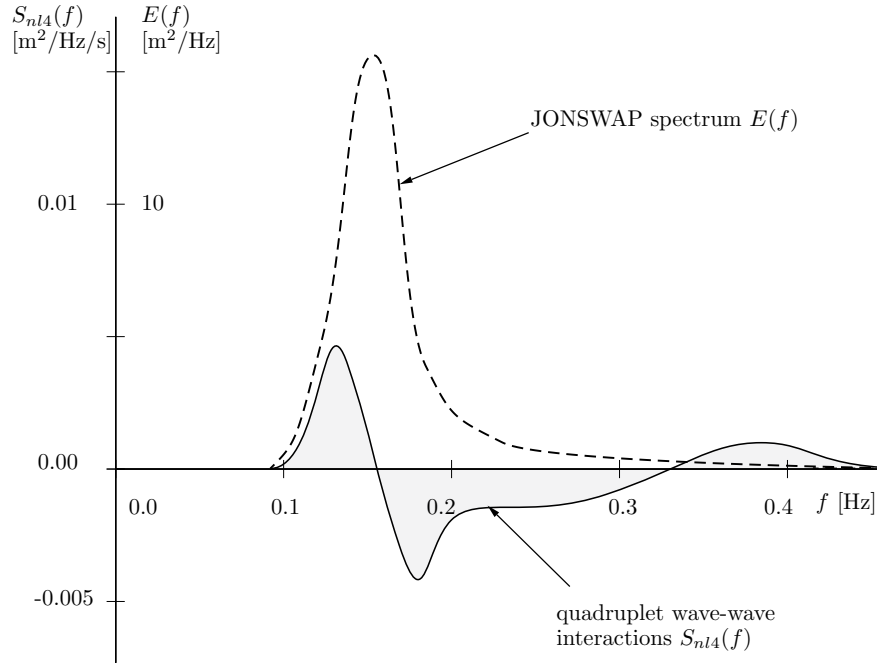 S_{nl4}(f) E(f)
[m²/Hz/s] [m²/Hz]
JONSWAP spectrum E(f)
0.01 10
0.00
0.0 0.1 0.2 0.3 0.4 f [Hz]
-0.005
quadruplet wave-wave
interactions S_{nl4}(f)